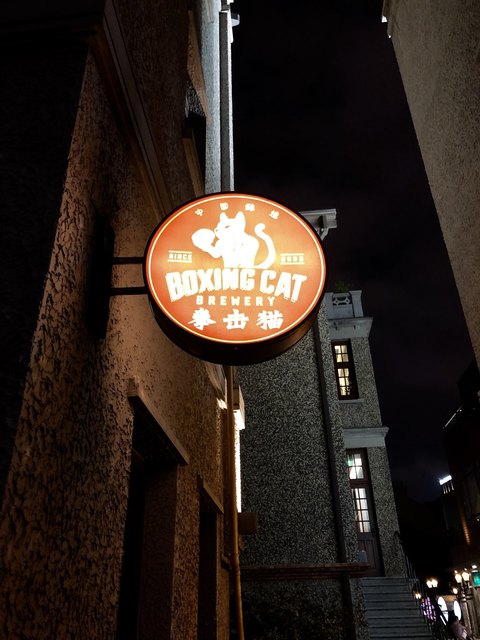 SINCE 2008
BOXING CAT
BREWERY
拳击猫